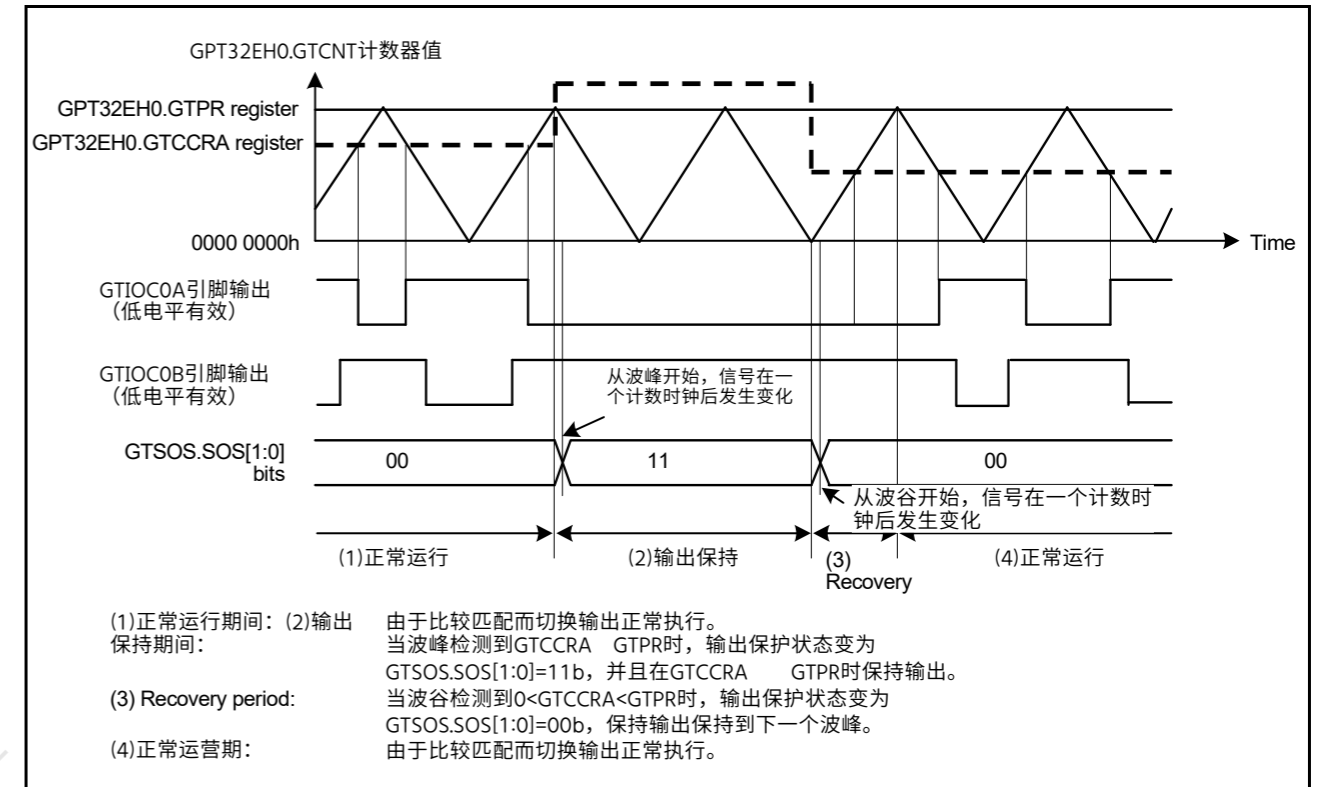 GPT32EH0.GTCNT计数器值
GPT32EH0.GTPR register
GPT32EH0.GTCCRA register
0000 0000h
Time
GTIOC0A引脚输出
（低电平有效）
GTIOC0B引脚输出
（低电平有效）
从波峰开始，信号在一
个计数时钟后发生变化
GTSOS.SOS[1:0]
bits
00
11
00
从波谷开始，信号在一个计数时
钟后发生变化
(1)正常运行
(2)输出保持
(3)
Recovery
(4)正常运行
(1)正常运行期间：(2)输出 由于比较匹配而切换输出正常执行。
保持期间： 当波峰检测到GTCCRA GTPR时，输出保护状态变为
GTSOS.SOS[1:0]=11b，并且在GTCCRA GTPR时保持输出。
(3) Recovery period: 当波谷检测到0<GTCCRA<GTPR时，输出保护状态变为
GTSOS.SOS[1:0]=00b，保持输出保持到下一个波峰。
(4)正常运营期： 由于比较匹配而切换输出正常执行。